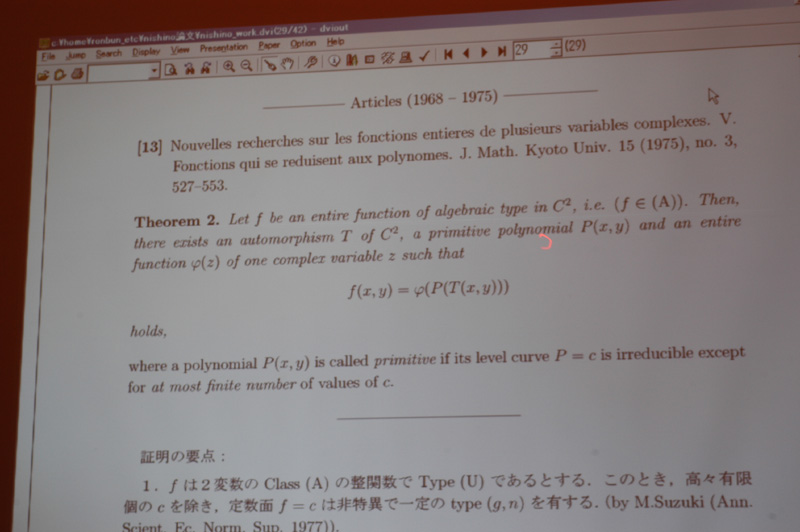 c:¥home¥ronbun_etc¥nishino論文¥nishino_work.dvi(29/42) - dviout
File Jump Search Display View Presentation Paper Option Help
29 (29)
Articles (1968 – 1975)
[13] Nouvelles recherches sur les fonctions entieres de plusieurs variables complexes. V.
Fonctions qui se reduisent aux polynomes. J. Math. Kyoto Univ. 15 (1975), no. 3,
527–553.
Theorem 2. Let f be an entire function of algebraic type in C², i.e. (f ∈ (A)). Then,
there exists an automorphism T of C², a primitive polynomial P(x, y) and an entire
function φ(z) of one complex variable z such that
f(x, y) = φ(P(T(x, y)))
holds,
where a polynomial P(x, y) is called primitive if its level curve P = c is irreducible except
for at most finite number of values of c.
証明の要点：
1．f は2変数の Class (A) の整関数で Type (U) であるとする．このとき，高々有限
個の c を除き，定数面 f = c は非特異で一定の type (g, n) を有する．(by M.Suzuki (Ann.
Scient. Ec. Norm. Sup. 1977)).